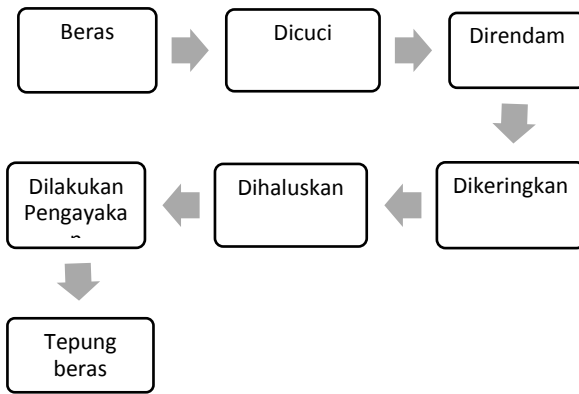 Beras
Dicuci
Direndam
Dikeringkan
Dihaluskan
Dilakukan
Pengayaka
n
Tepung
beras